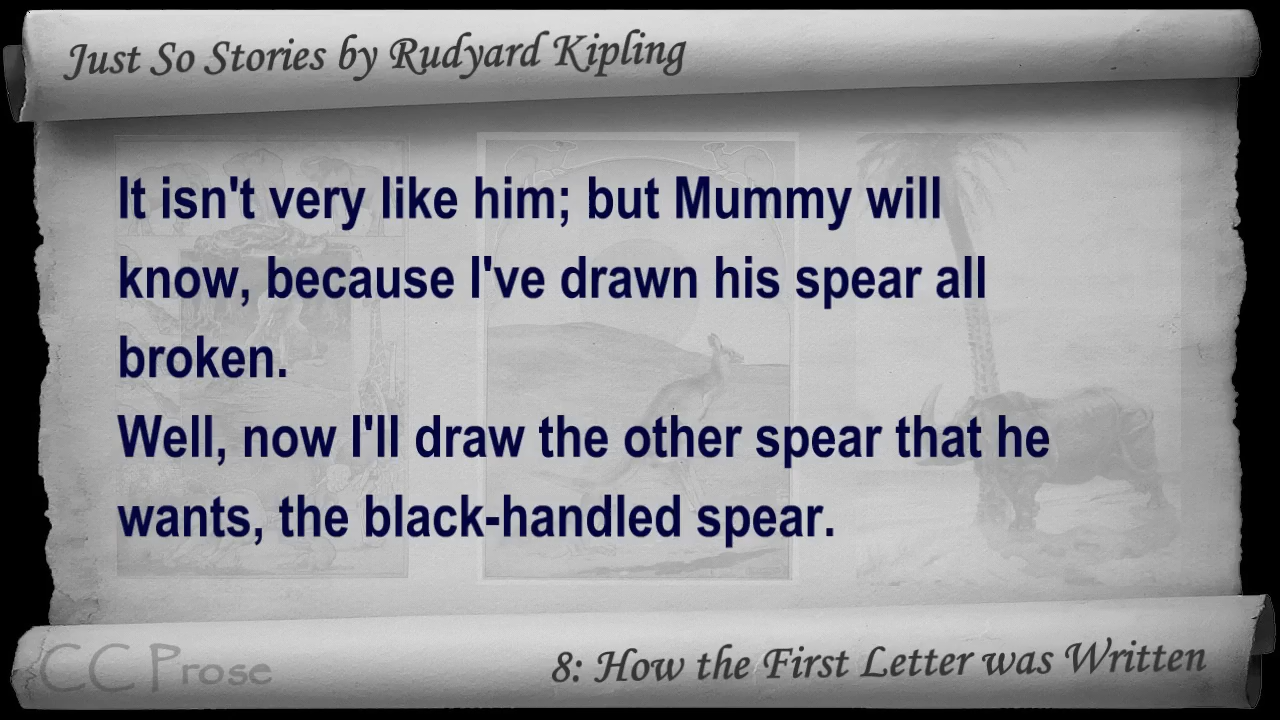 Just So Stories by Rudyard Kipling
It isn't very like him; but Mummy will
know, because I've drawn his spear all
broken.
Well, now I'll draw the other spear that he
wants, the black-handled spear.
CC Prose
8: How the First Letter was Written